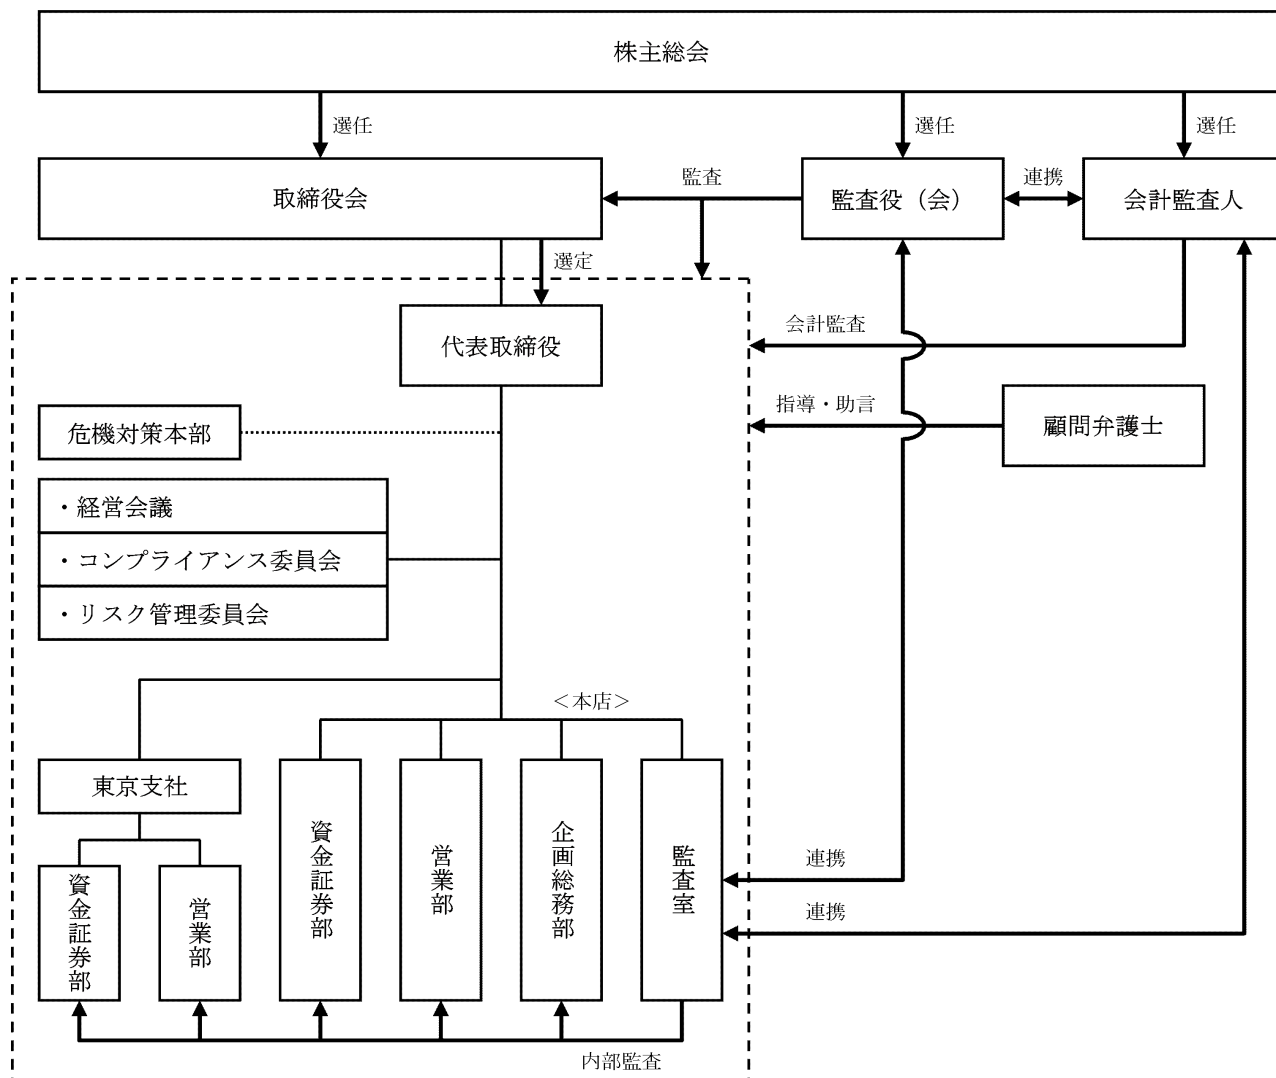 株主総会
選任
選任
選任
取締役会
監査
監査役（会）
連携
会計監査人
選定
代表取締役
会計監査
指導・助言
顧問弁護士
危機対策本部
・経営会議
・コンプライアンス委員会
・リスク管理委員会
＜本店＞
東京支社
資金証券部
営業部
資金証券部
営業部
企画総務部
監査室
連携
連携
内部監査